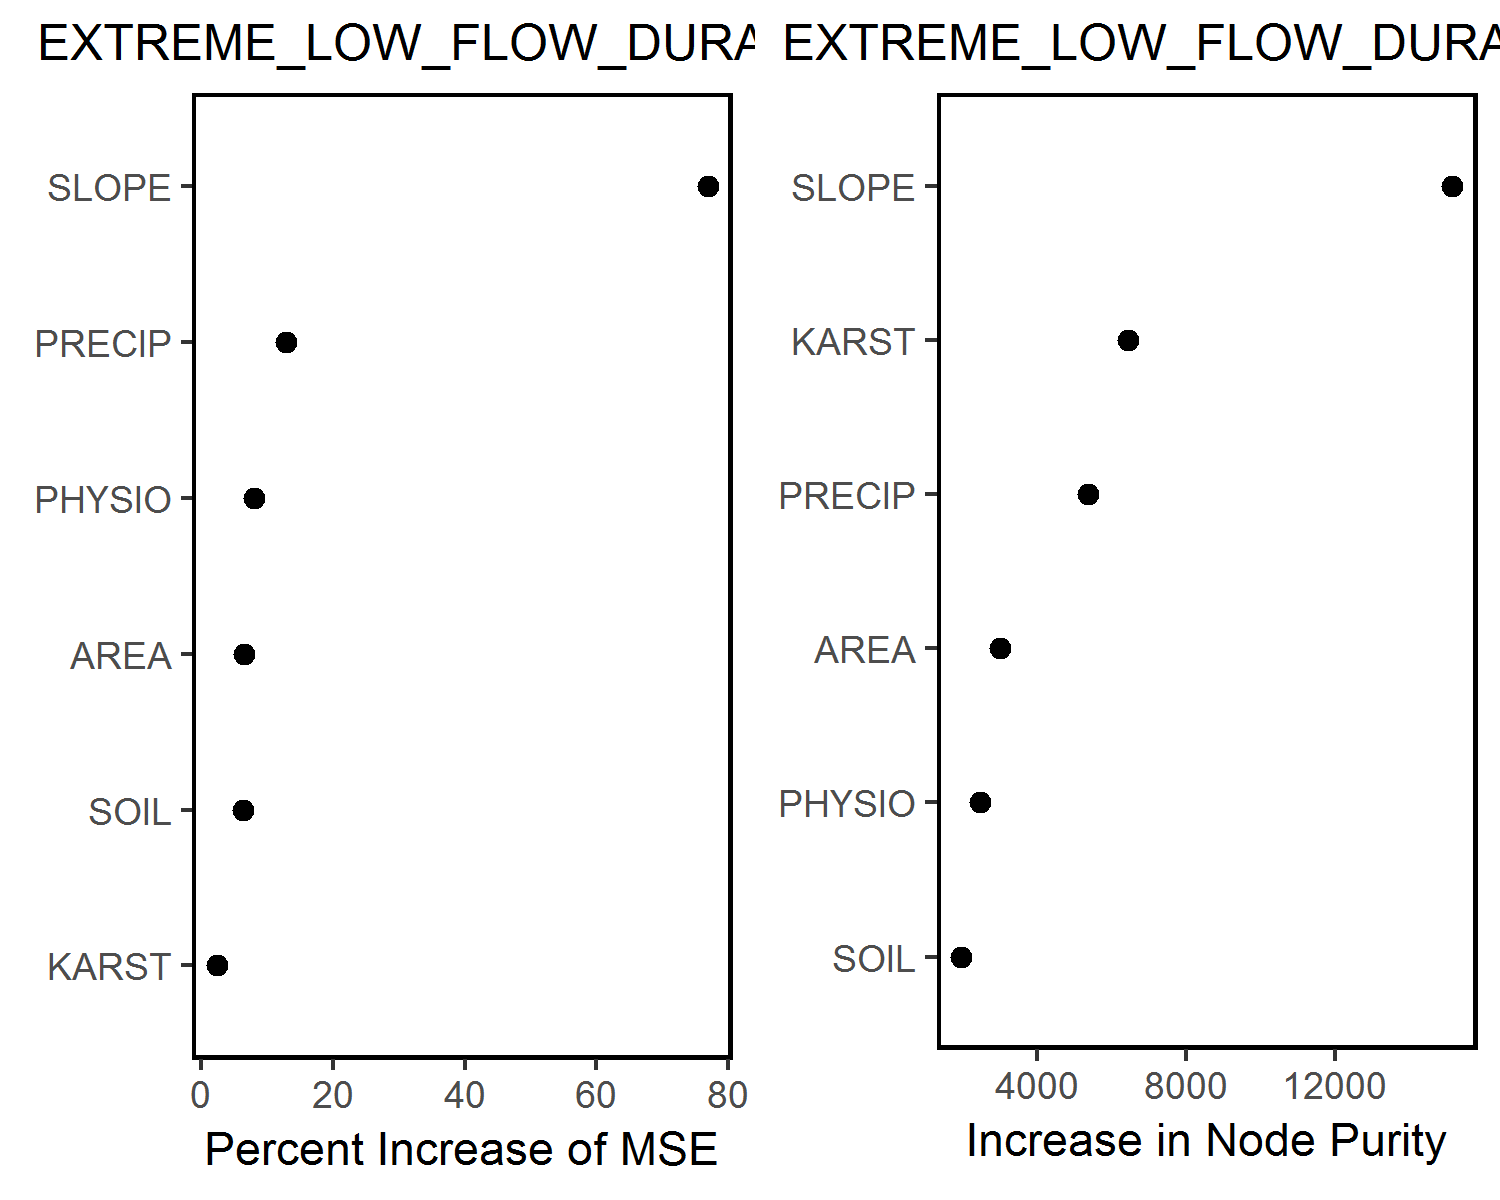 EXTREME_LOW_FLOW_DURA
SLOPE
PRECIP
PHYSIO
AREA
SOIL
KARST
0 20 40 60 80
Percent Increase of MSE
EXTREME_LOW_FLOW_DURA
SLOPE
KARST
PRECIP
AREA
PHYSIO
SOIL
4000 8000 12000
Increase in Node Purity